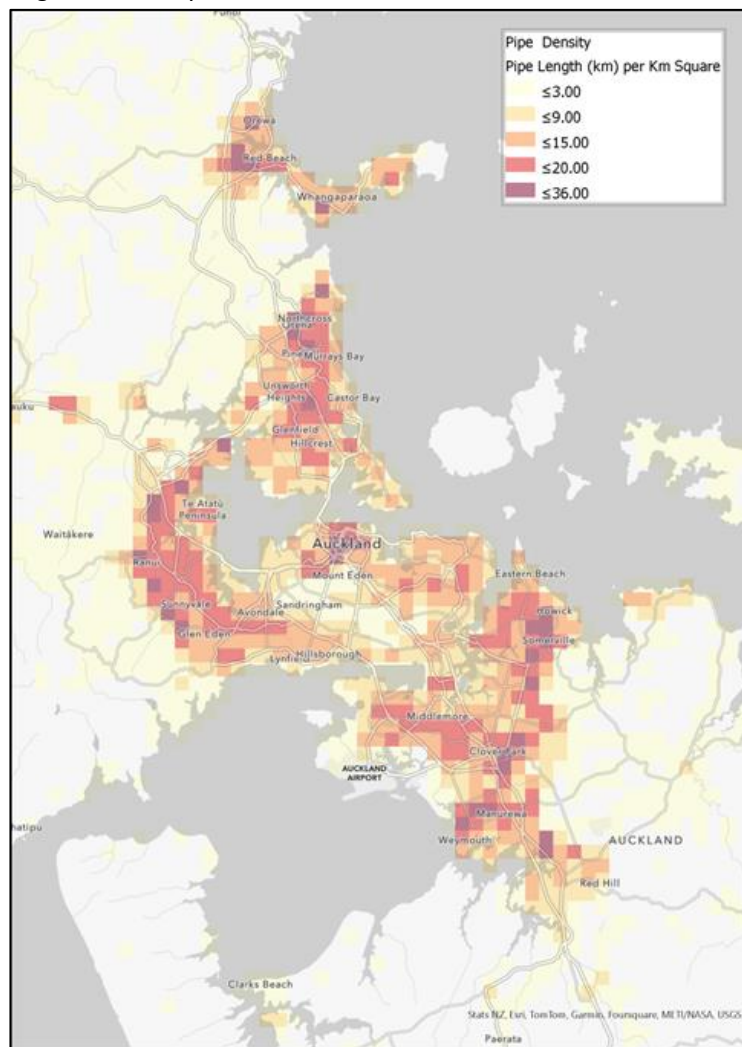 Pipe Density
Pipe Length (km) per Km Square
≤3.00
≤9.00
≤15.00
≤20.00
≤36.00
Orewa
Red Beach
Whangaparaoa
Northcross
Murrays Bay
Unsworth
Heights
Castor Bay
Glenfield
Hillcrest
Te Atatū
Peninsula
Waitākere
Auckland
Ranui
Mount Eden
Eastern Beach
Sunnyvale
Sandringham
Howick
Avondale
Glen Eden
Somerville
Hillsborough
Lynfield
Middlemore
Clover Park
AUCKLAND
AIRPORT
Manurewa
Weymouth
AUCKLAND
Red Hill
Clarks Beach
Stats NZ, Esri, TomTom, Garmin, Foursquare, METI/NASA, USGS
Paerata